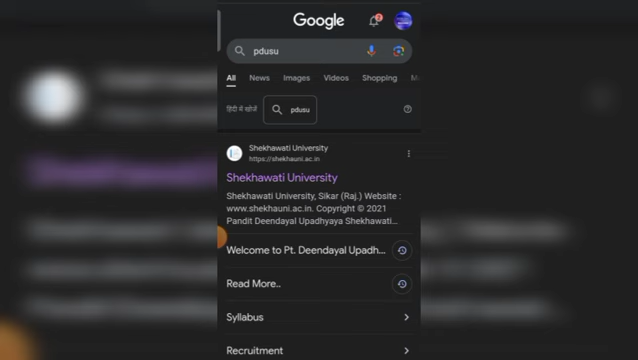 Google
2
pdusu
All News Images Videos Shopping
हिंदी में खोजें pdusu
Shekhawati University
https://shekhauni.ac.in
Shekhawati University
Shekhawati University, Sikar (Raj.) Website :
www.shekhauni.ac.in. Copyright © 2021
Pandit Deendayal Upadhyaya Shekhawati...
Welcome to Pt. Deendayal Upadh...
Read More..
Syllabus
Recruitment